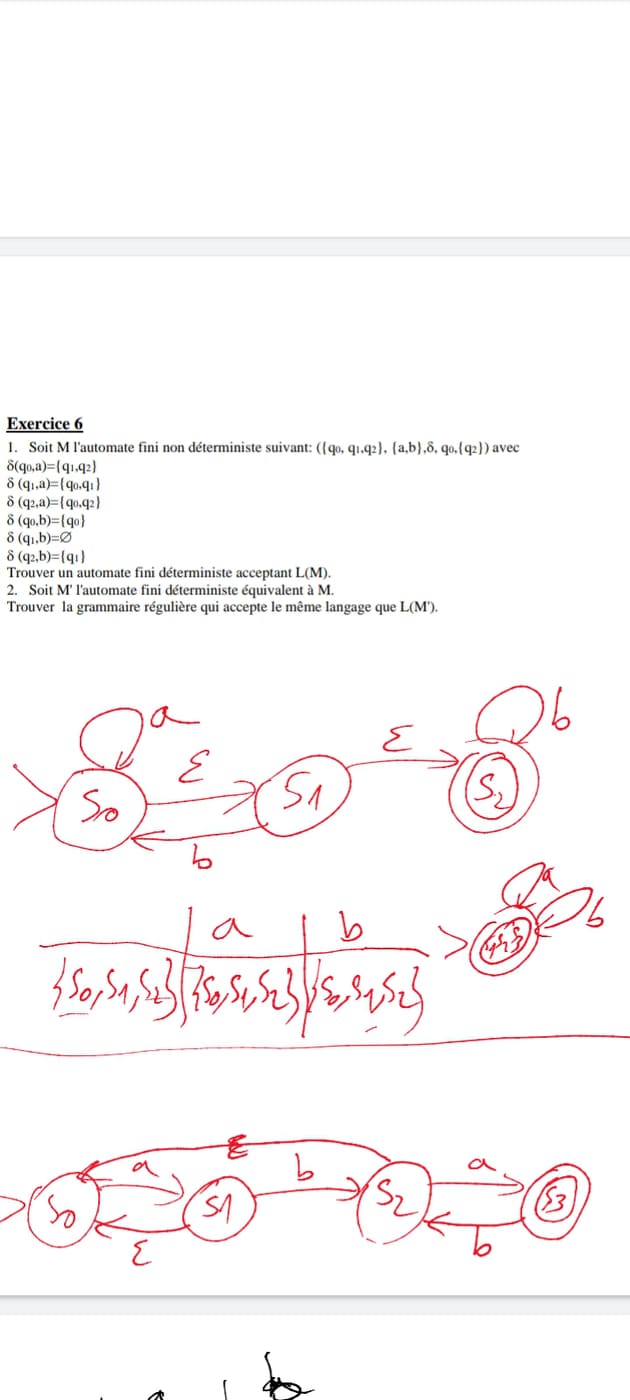 Exercice 6
1. Soit M l'automate fini non déterministe suivant: ({q0, q1,q2}, {a,b},δ, q0,{q2}) avec
δ(q0,a)={q1,q2}
δ (q1,a)={q0,q1}
δ (q2,a)={q0,q2}
δ (q0,b)={q0}
δ (q1,b)=Ø
δ (q2,b)={q1}
Trouver un automate fini déterministe acceptant L(M).
2. Soit M' l'automate fini déterministe équivalent à M.
Trouver la grammaire régulière qui accepte le même langage que L(M').
a
b
ε
ε
S0
S1
S2
b
a
b
a
b
{S0,S1,S2} {S0,S1,S2} {S0,S1,S2}
ε
a
b
a
S0
S1
S2
S3
ε
b
b